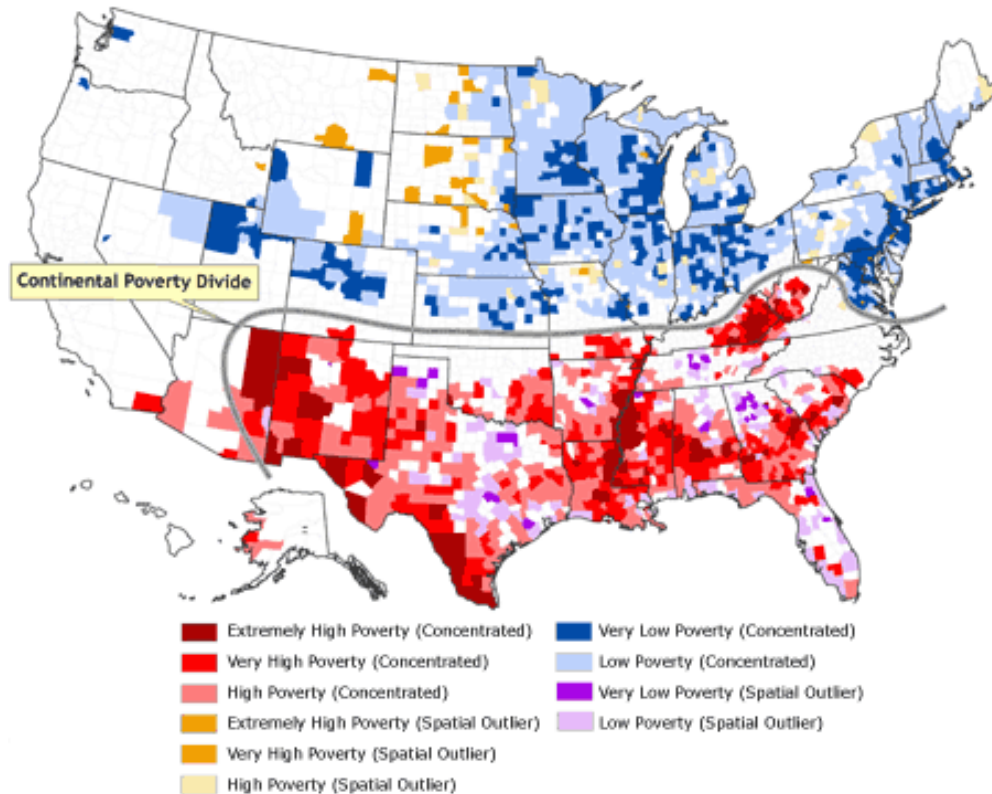 Continental Poverty Divide
Extremely High Poverty (Concentrated)
Very High Poverty (Concentrated)
High Poverty (Concentrated)
Extremely High Poverty (Spatial Outlier)
Very High Poverty (Spatial Outlier)
High Poverty (Spatial Outlier)
Very Low Poverty (Concentrated)
Low Poverty (Concentrated)
Very Low Poverty (Spatial Outlier)
Low Poverty (Spatial Outlier)